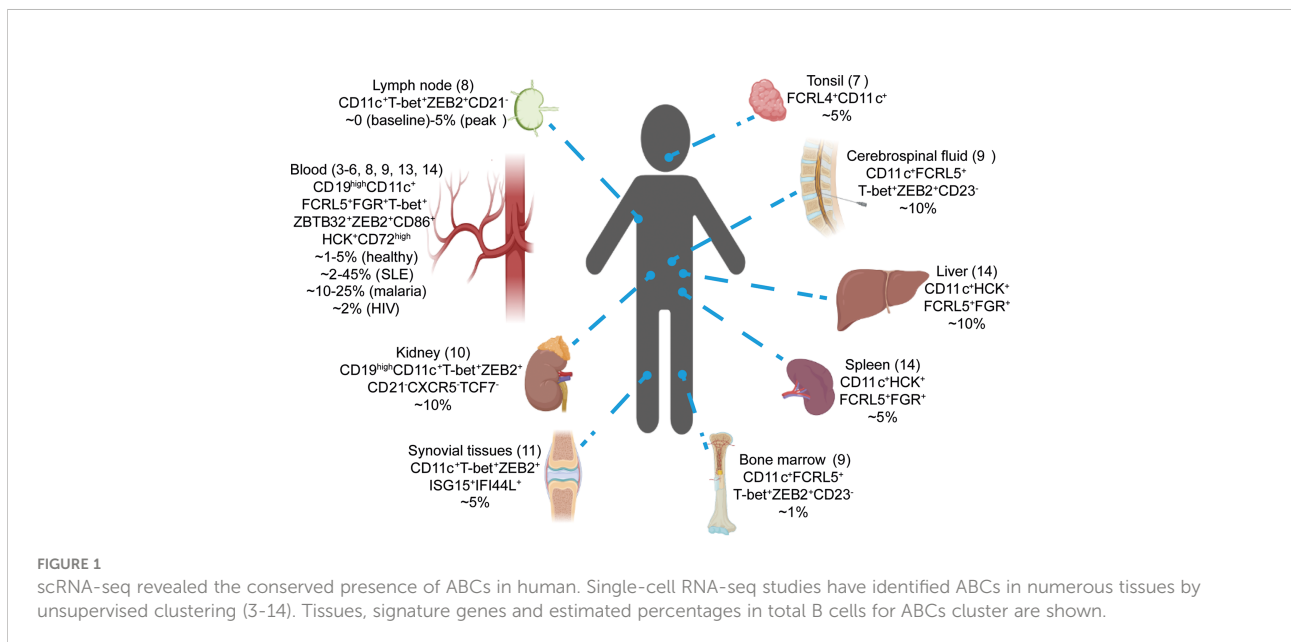 Lymph node (8)
CD11c⁺T-bet⁺ZEB2⁺CD21⁻
~0 (baseline)-5% (peak )
Blood (3-6, 8, 9, 13, 14)
CD19ʰⁱᵍʰCD11c⁺
FCRL5⁺FGR⁺T-bet⁺
ZBTB32⁺ZEB2⁺CD86⁺
HCK⁺CD72ʰⁱᵍʰ
~1-5% (healthy)
~2-45% (SLE)
~10-25% (malaria)
~2% (HIV)
Kidney (10)
CD19ʰⁱᵍʰCD11c⁺T-bet⁺ZEB2⁺
CD21⁻CXCR5⁻TCF7⁻
~10%
Synovial tissues (11)
CD11c⁺T-bet⁺ZEB2⁺
ISG15⁺IFI44L⁺
~5%
Tonsil (7)
FCRL4⁺CD11c⁺
~5%
Cerebrospinal fluid (9 )
CD11c⁺FCRL5⁺
T-bet⁺ZEB2⁺CD23⁻
~10%
Liver (14)
CD11c⁺HCK⁺
FCRL5⁺FGR⁺
~10%
Spleen (14)
CD11c⁺HCK⁺
FCRL5⁺FGR⁺
~5%
Bone marrow (9)
CD11c⁺FCRL5⁺
T-bet⁺ZEB2⁺CD23⁻
~1%
FIGURE 1
scRNA-seq revealed the conserved presence of ABCs in human. Single-cell RNA-seq studies have identified ABCs in numerous tissues by
unsupervised clustering (3-14). Tissues, signature genes and estimated percentages in total B cells for ABCs cluster are shown.